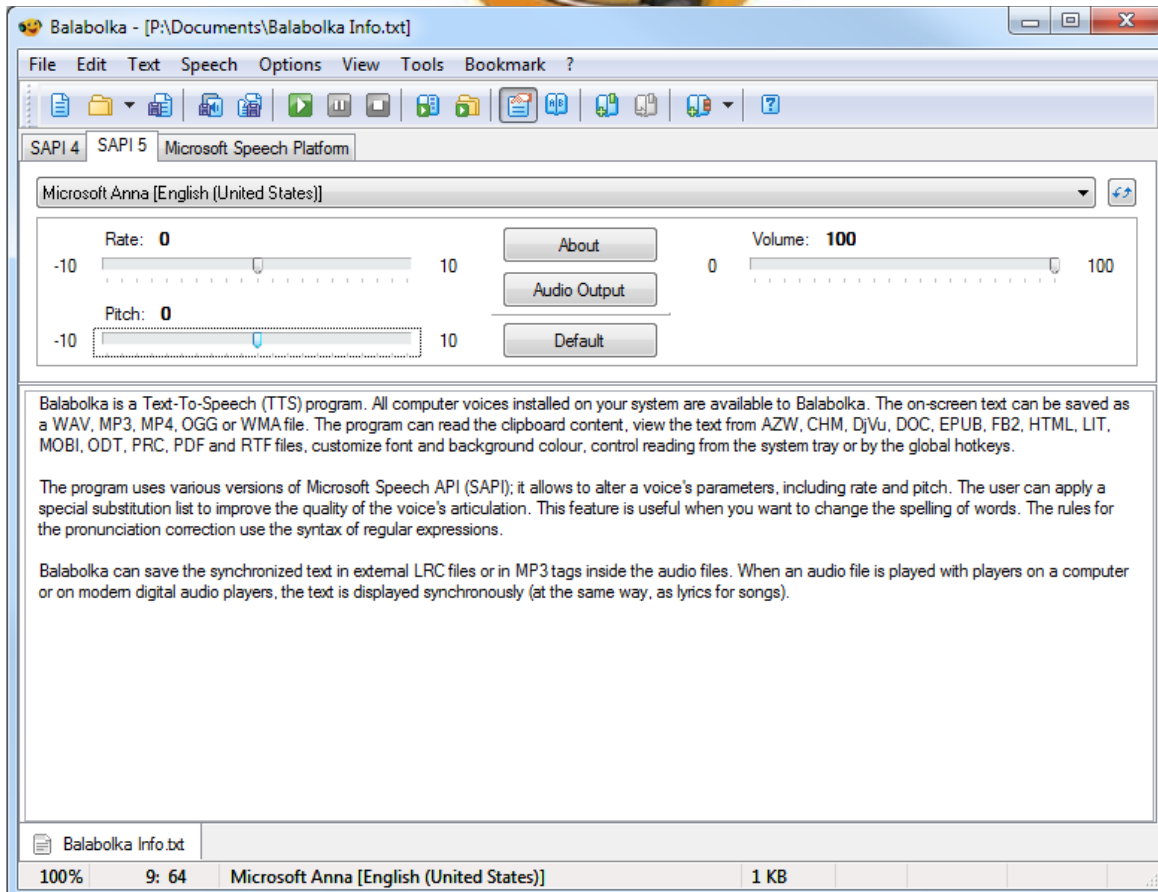 Balabolka - [P:\Documents\Balabolka Info.txt]
File Edit Text Speech Options View Tools Bookmark ?
SAPI 4 SAPI 5 Microsoft Speech Platform
Microsoft Anna [English (United States)]
Rate: 0 About Volume: 100
-10 10 0 100
Audio Output
Pitch: 0
-10 10 Default
Balabolka is a Text-To-Speech (TTS) program. All computer voices installed on your system are available to Balabolka. The on-screen text can be saved as
a WAV, MP3, MP4, OGG or WMA file. The program can read the clipboard content, view the text from AZW, CHM, DjVu, DOC, EPUB, FB2, HTML, LIT,
MOBI, ODT, PRC, PDF and RTF files, customize font and background colour, control reading from the system tray or by the global hotkeys.
The program uses various versions of Microsoft Speech API (SAPI); it allows to alter a voice's parameters, including rate and pitch. The user can apply a
special substitution list to improve the quality of the voice's articulation. This feature is useful when you want to change the spelling of words. The rules for
the pronunciation correction use the syntax of regular expressions.
Balabolka can save the synchronized text in external LRC files or in MP3 tags inside the audio files. When an audio file is played with players on a computer
or on modern digital audio players, the text is displayed synchronously (at the same way, as lyrics for songs).
Balabolka Info.txt
100% 9: 64 Microsoft Anna [English (United States)] 1 KB